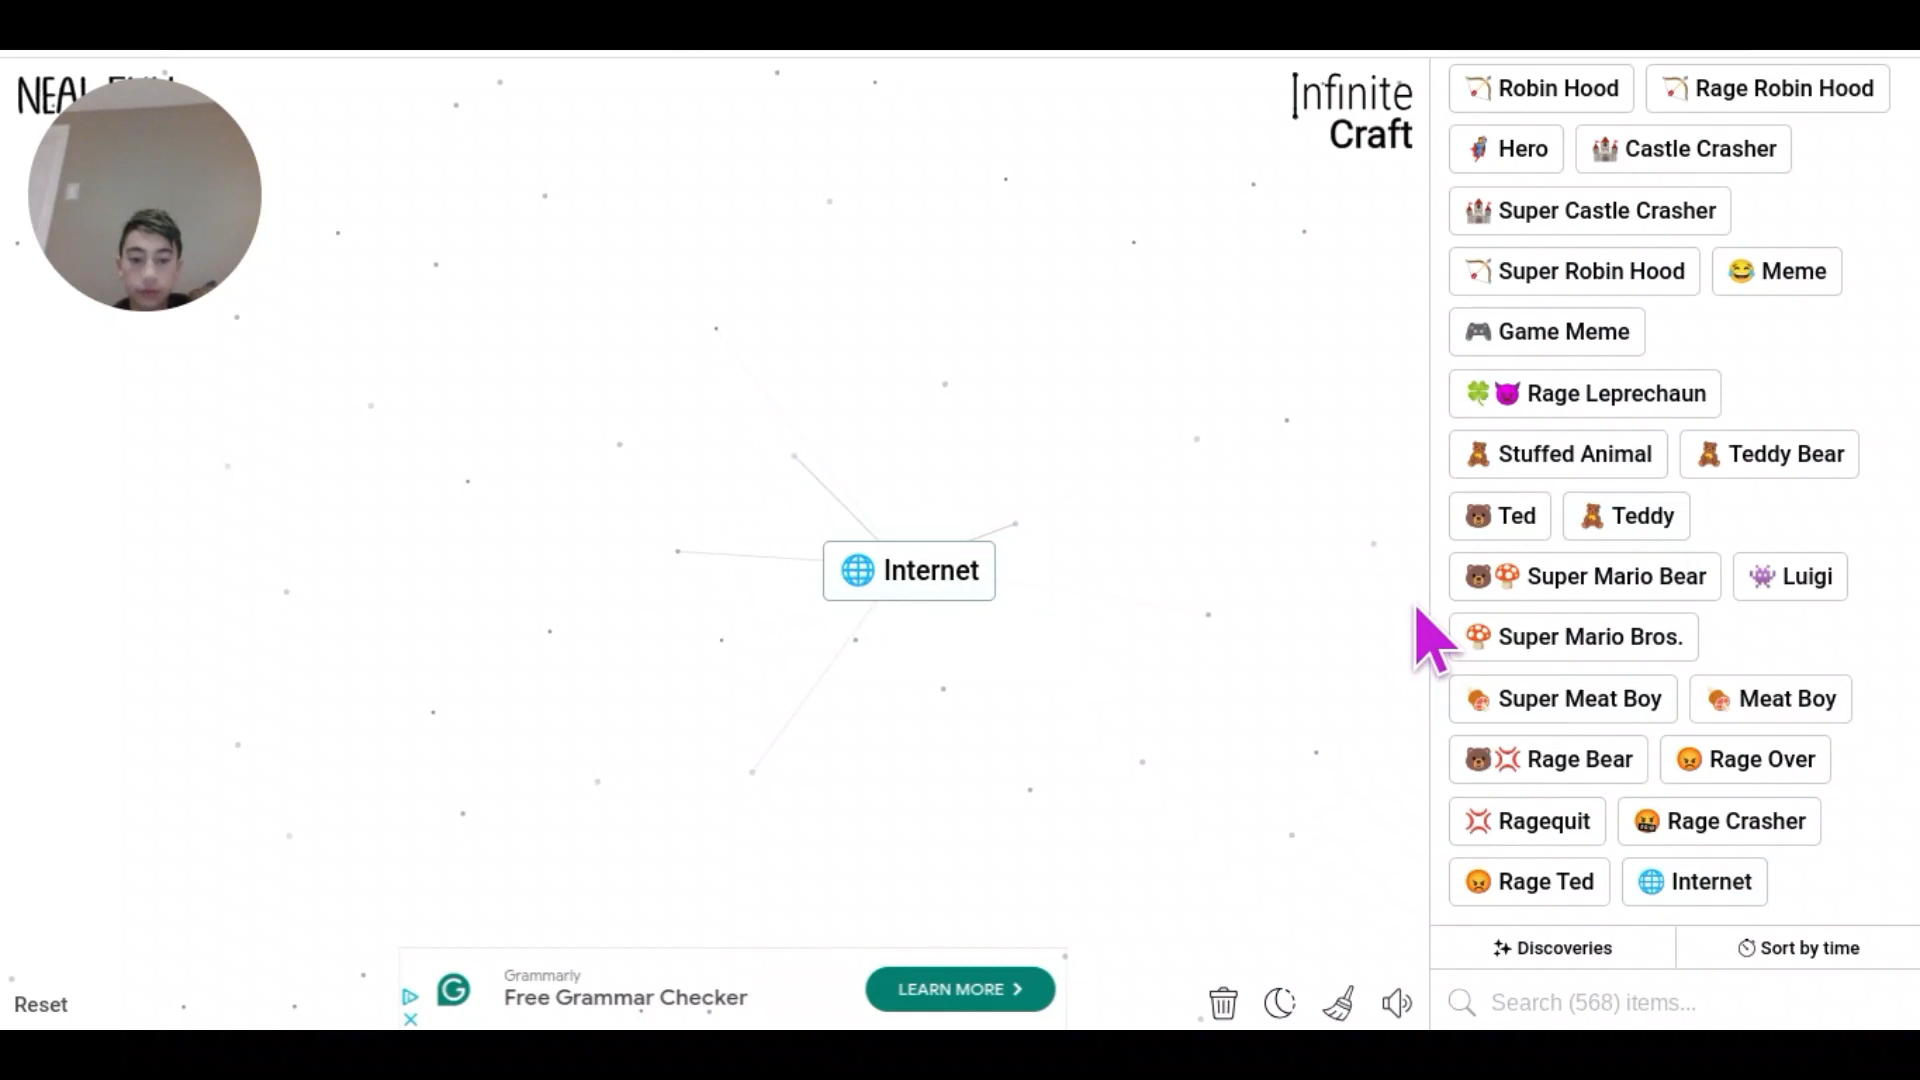 NEAL
Infinite
Craft
Robin Hood
Rage Robin Hood
Hero
Castle Crasher
Super Castle Crasher
Super Robin Hood
Meme
Game Meme
Rage Leprechaun
Stuffed Animal
Teddy Bear
Ted
Teddy
Super Mario Bear
Luigi
Super Mario Bros.
Super Meat Boy
Meat Boy
Rage Bear
Rage Over
Ragequit
Rage Crasher
Rage Ted
Internet
Internet
Discoveries
Sort by time
Search (568) items...
Grammarly
Free Grammar Checker
LEARN MORE
Reset